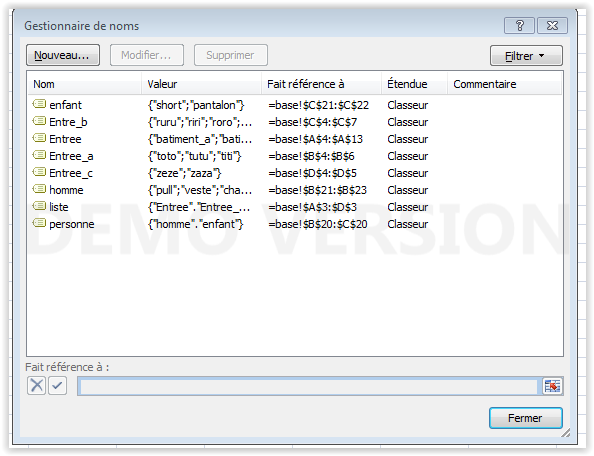 Gestionnaire de noms
Nouveau... Modifier... Supprimer Filtrer
Nom Valeur Fait référence à Étendue Commentaire
enfant {"short";"pantalon"} =base!$C$21:$C$22 Classeur
Entre_b {"ruru";"riri";"roro";... =base!$C$4:$C$7 Classeur
Entree {"batiment_a";"bati... =base!$A$4:$A$13 Classeur
Entree_a {"toto";"tutu";"titi"} =base!$B$4:$B$6 Classeur
Entree_c {"zeze";"zaza"} =base!$D$4:$D$5 Classeur
homme {"pull";"veste";"cha... =base!$B$21:$B$23 Classeur
liste {"Entree"."Entree_... =base!$A$3:$D$3 Classeur
personne {"homme"."enfant"} =base!$B$20:$C$20 Classeur
DEMO VERSION
Fait référence à :
Fermer